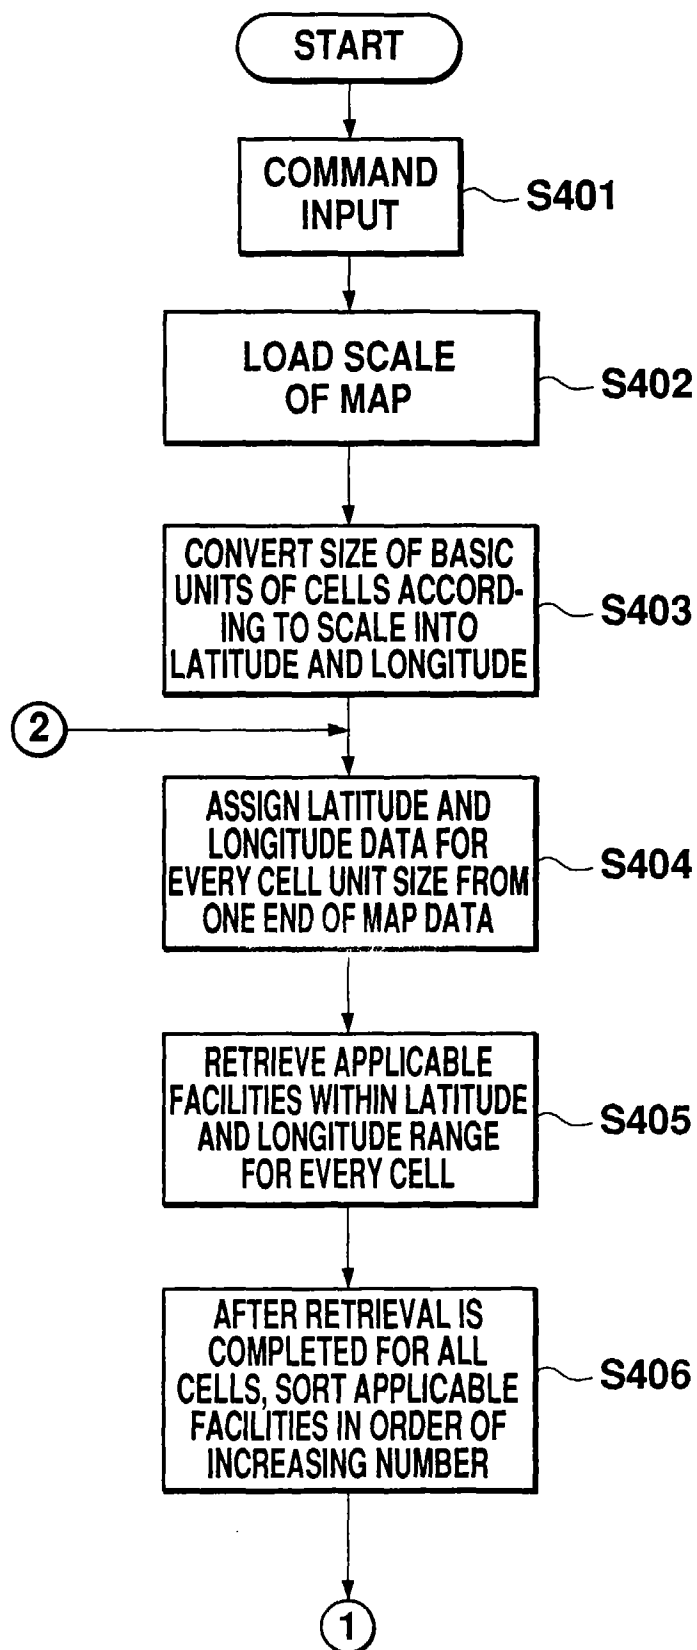 START
COMMAND
INPUT
S401
LOAD SCALE
OF MAP
S402
CONVERT SIZE OF BASIC
UNITS OF CELLS ACCORD-
ING TO SCALE INTO
LATITUDE AND LONGITUDE
S403
2
ASSIGN LATITUDE AND
LONGITUDE DATA FOR
EVERY CELL UNIT SIZE FROM
ONE END OF MAP DATA
S404
RETRIEVE APPLICABLE
FACILITIES WITHIN LATITUDE
AND LONGITUDE RANGE
FOR EVERY CELL
S405
AFTER RETRIEVAL IS
COMPLETED FOR ALL
CELLS, SORT APPLICABLE
FACILITIES IN ORDER OF
INCREASING NUMBER
S406
1